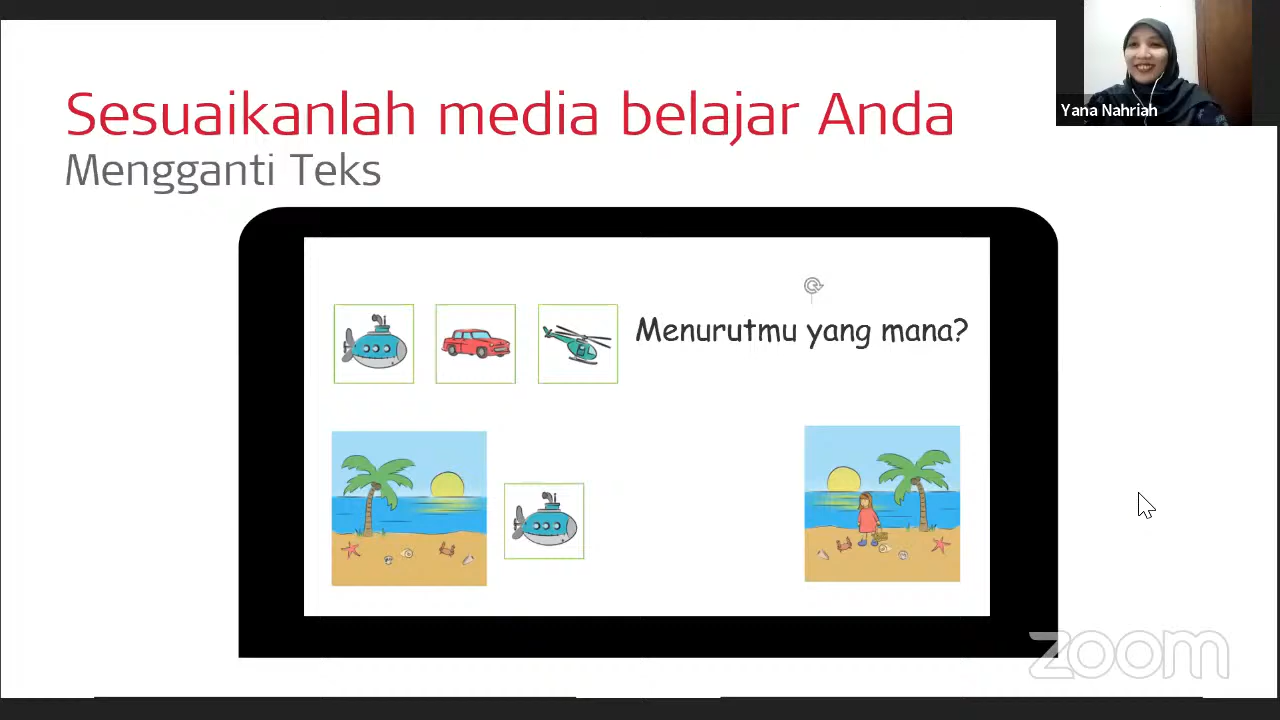 Sesuaikanlah media belajar Anda
Mengganti Teks
Yana Nahriah
Menurutmu yang mana?
zoom